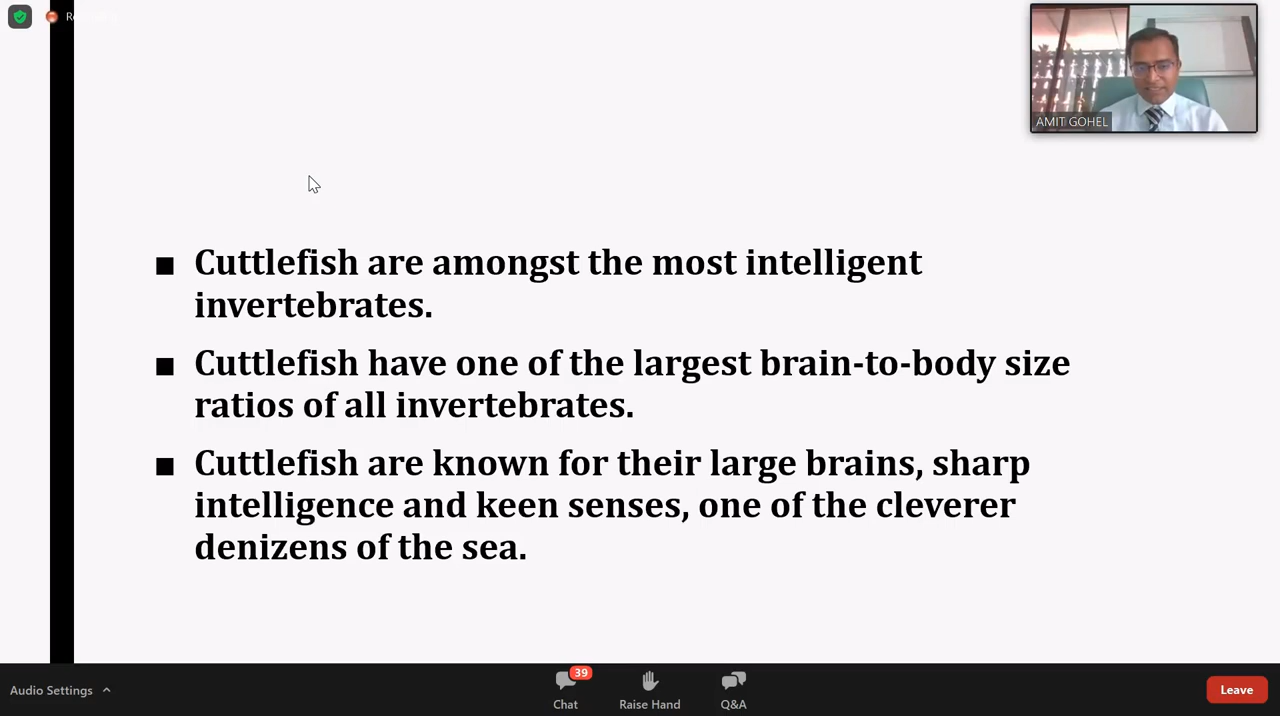 AMIT GOHEL
■ Cuttlefish are amongst the most intelligent
invertebrates.
■ Cuttlefish have one of the largest brain-to-body size
ratios of all invertebrates.
■ Cuttlefish are known for their large brains, sharp
intelligence and keen senses, one of the cleverer
denizens of the sea.
39
Audio Settings
Chat
Raise Hand
Q&A
Leave